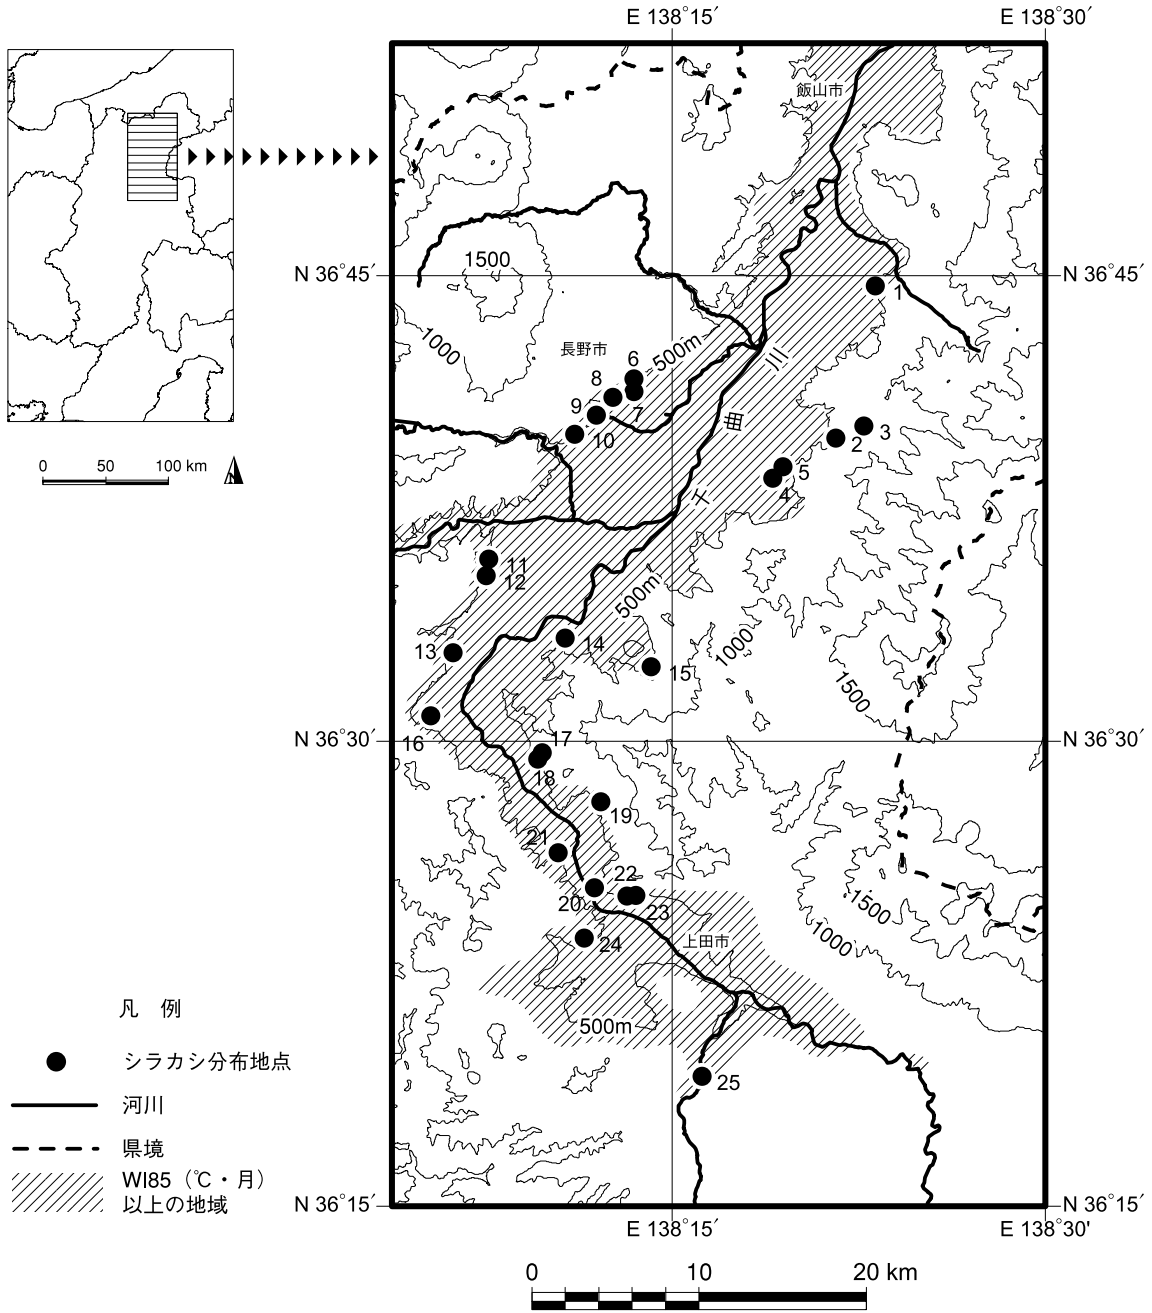 E 138°15′
E 138°30′
飯山市
N 36°45′
N 36°45′
1500
1
1000
長野市
500m
川
6
8
7
9
10
曲
3
2
5
4
千
0
50
100 km
N
11
12
500m
14
13
15
1000
1500
16
N 36°30′
N 36°30′
17
18
19
21
22
20
23
1500
上田市
1000
24
500m
25
凡 例
シラカシ分布地点
河川
県境
WI85（℃・月）
以上の地域
N 36°15′
N 36°15′
E 138°15′
E 138°30'
0
10
20 km